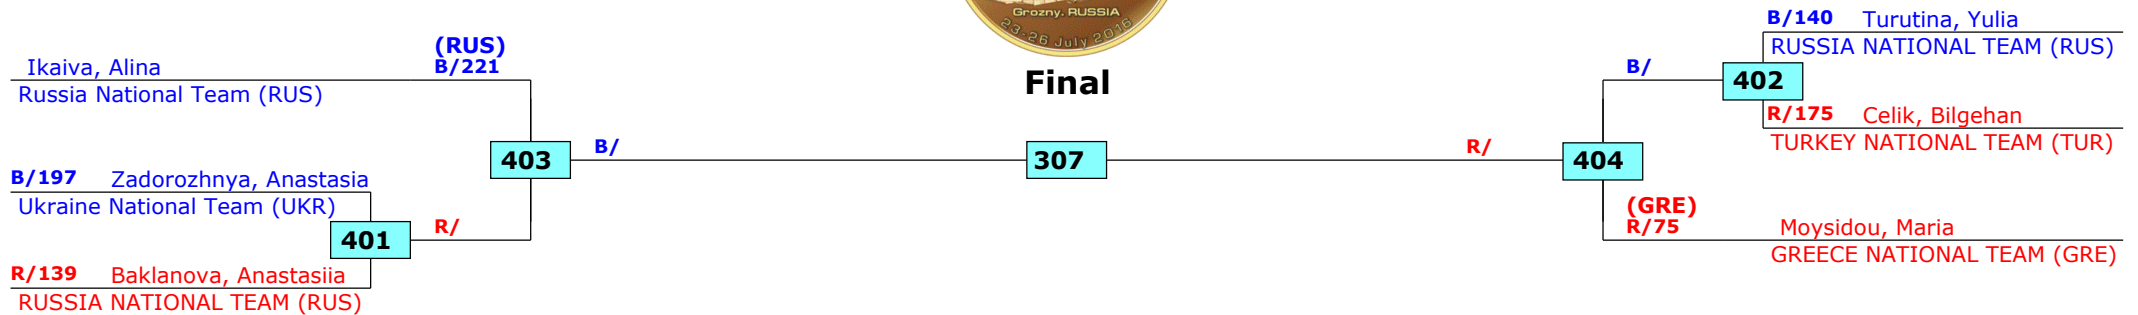 Grozny. RUSSIA
23-26 July 2016
Final
(RUS)
Ikaiva, Alina
B/221
Russia National Team (RUS)
403
B/
B/197 Zadorozhnya, Anastasia
Ukraine National Team (UKR)
401
R/
R/139 Baklanova, Anastasiia
RUSSIA NATIONAL TEAM (RUS)
307
B/140 Turutina, Yulia
RUSSIA NATIONAL TEAM (RUS)
B/
402
R/175 Celik, Bilgehan
TURKEY NATIONAL TEAM (TUR)
R/
404
(GRE)
R/75
Moysidou, Maria
GREECE NATIONAL TEAM (GRE)